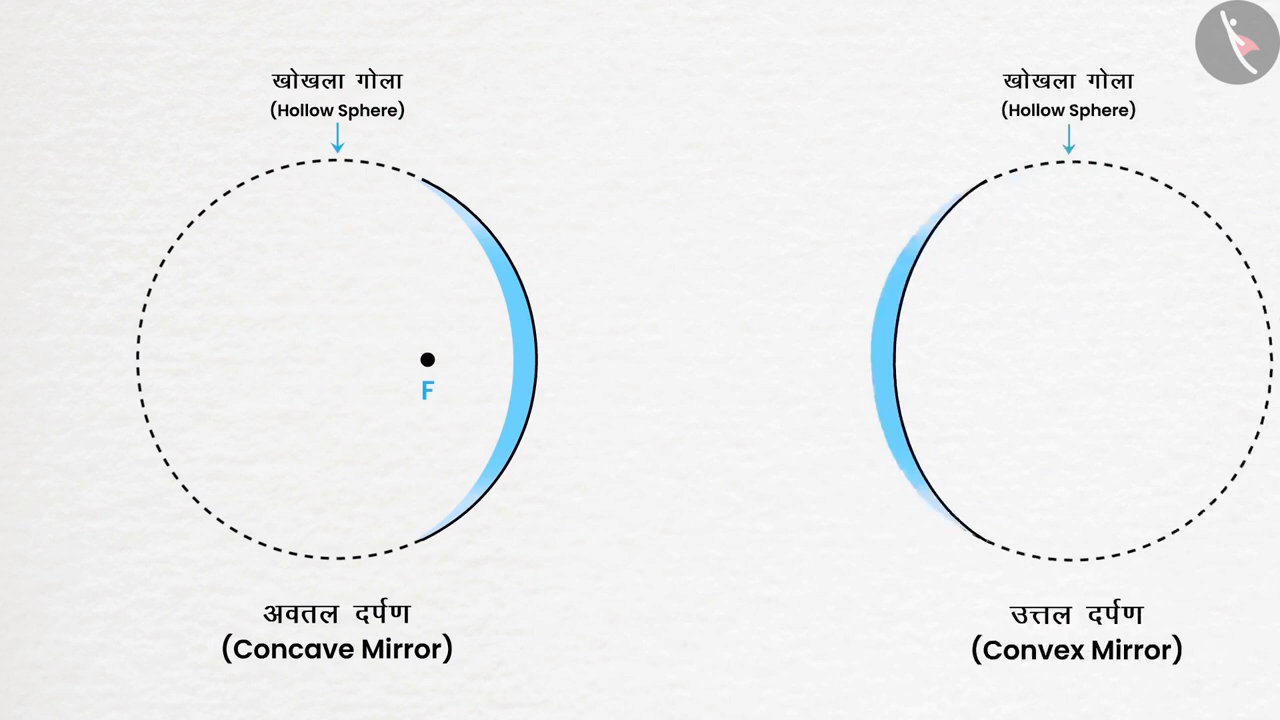 खोखला गोला
(Hollow Sphere)
F
अवतल दर्पण
(Concave Mirror)
खोखला गोला
(Hollow Sphere)
उत्तल दर्पण
(Convex Mirror)